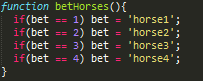 function betHorses(){
  if(bet == 1) bet = 'horse1';
  if(bet == 2) bet = 'horse2';
  if(bet == 3) bet = 'horse3';
  if(bet == 4) bet = 'horse4';
}